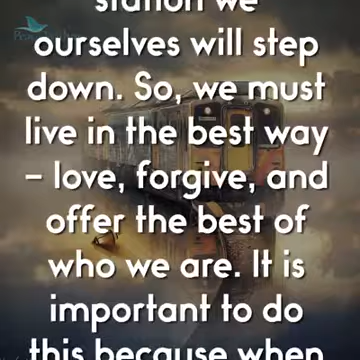 station we
ourselves will step
down. So, we must
live in the best way
– love, forgive, and
offer the best of
who we are. It is
important to do
this because when